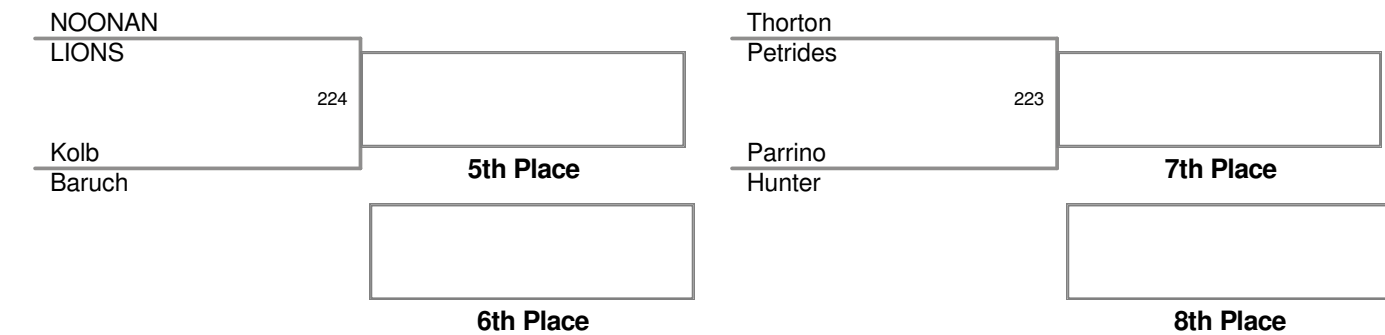 NOONAN
LIONS
224
Kolb
Baruch
5th Place
6th Place
Thorton
Petrides
223
Parrino
Hunter
7th Place
8th Place